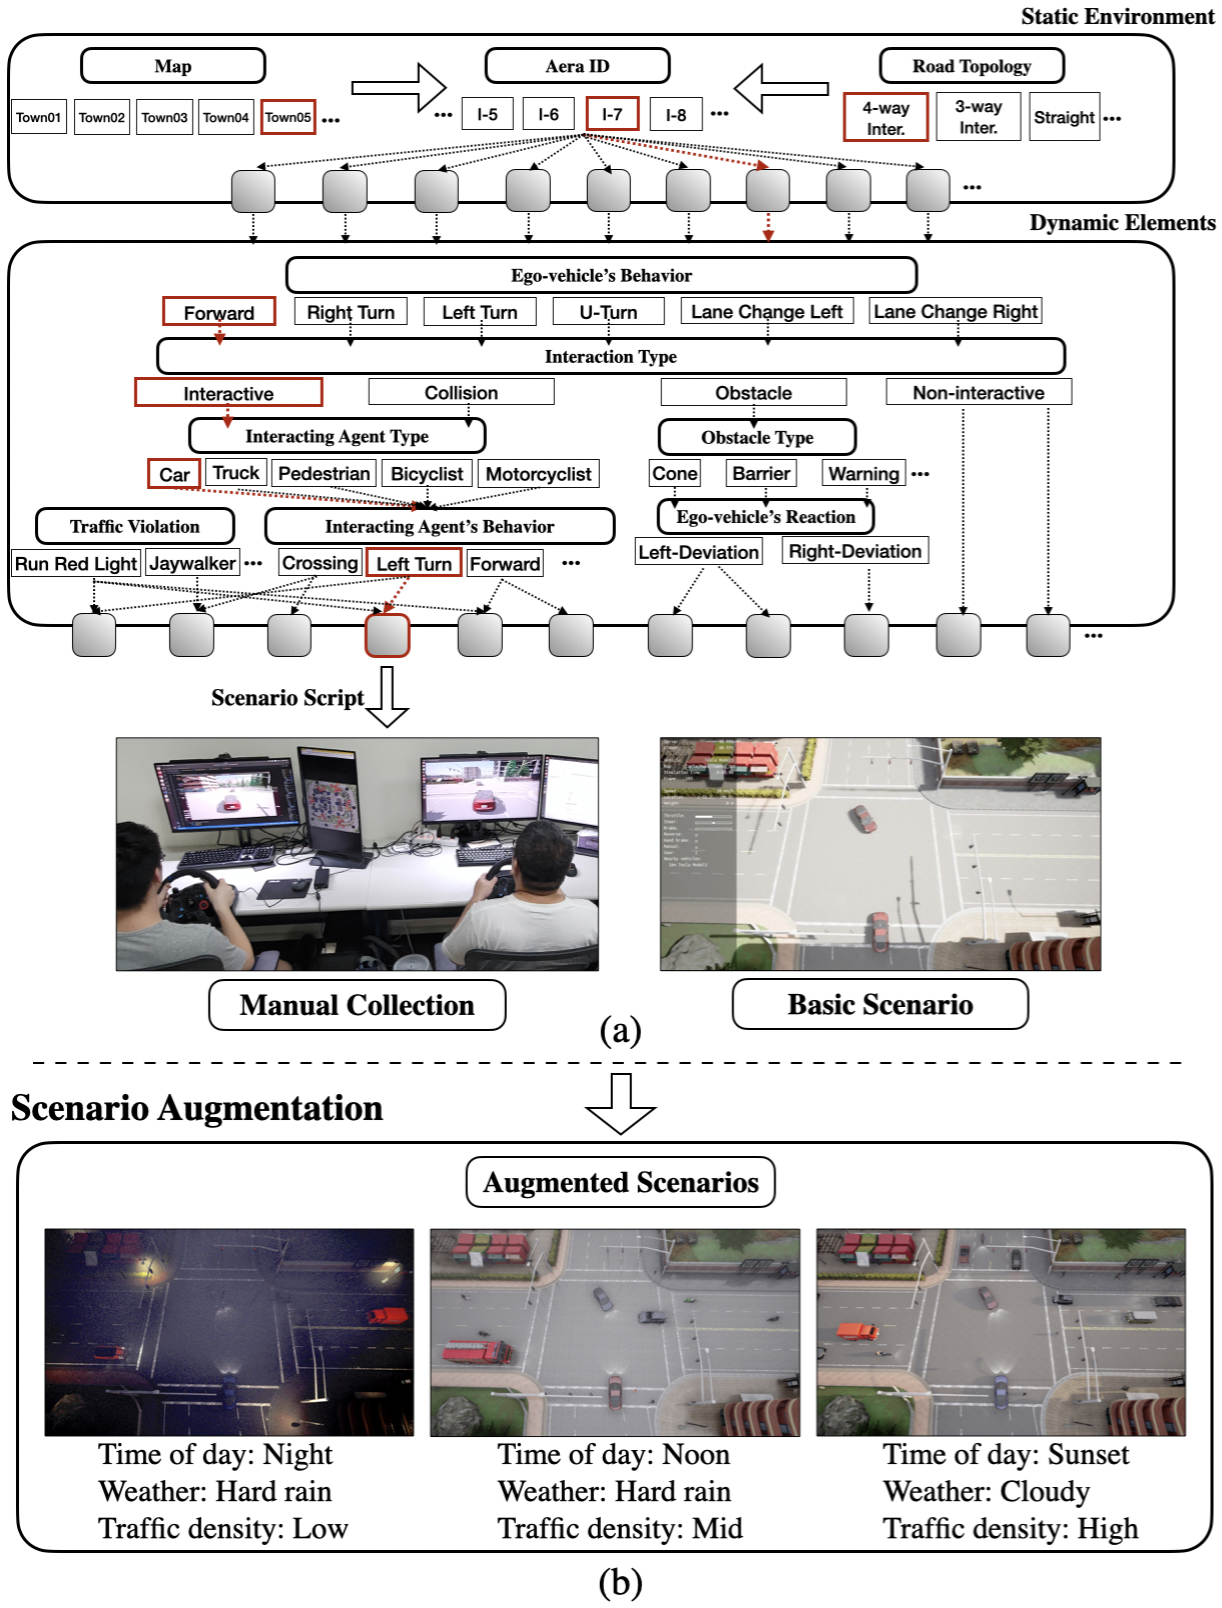 Static Environment
Map
Aera ID
Road Topology
Town01 Town02 Town03 Town04 Town05 •••
••• I-5 I-6 I-7 I-8 •••
4-way Inter.
3-way Inter.
Straight •••
•••
Dynamic Elements
Ego-vehicle's Behavior
Forward Right Turn Left Turn U-Turn Lane Change Left Lane Change Right
Interaction Type
Interactive Collision Obstacle Non-interactive
Interacting Agent Type
Obstacle Type
Car Truck Pedestrian Bicyclist Motorcyclist
Cone Barrier Warning •••
Traffic Violation
Interacting Agent's Behavior
Ego-vehicle's Reaction
Run Red Light Jaywalker •••
Crossing Left Turn Forward •••
Left-Deviation Right-Deviation
•••
Scenario Script
Manual Collection
Basic Scenario
(a)
Scenario Augmentation
Augmented Scenarios
Time of day: Night
Weather: Hard rain
Traffic density: Low
Time of day: Noon
Weather: Hard rain
Traffic density: Mid
Time of day: Sunset
Weather: Cloudy
Traffic density: High
(b)